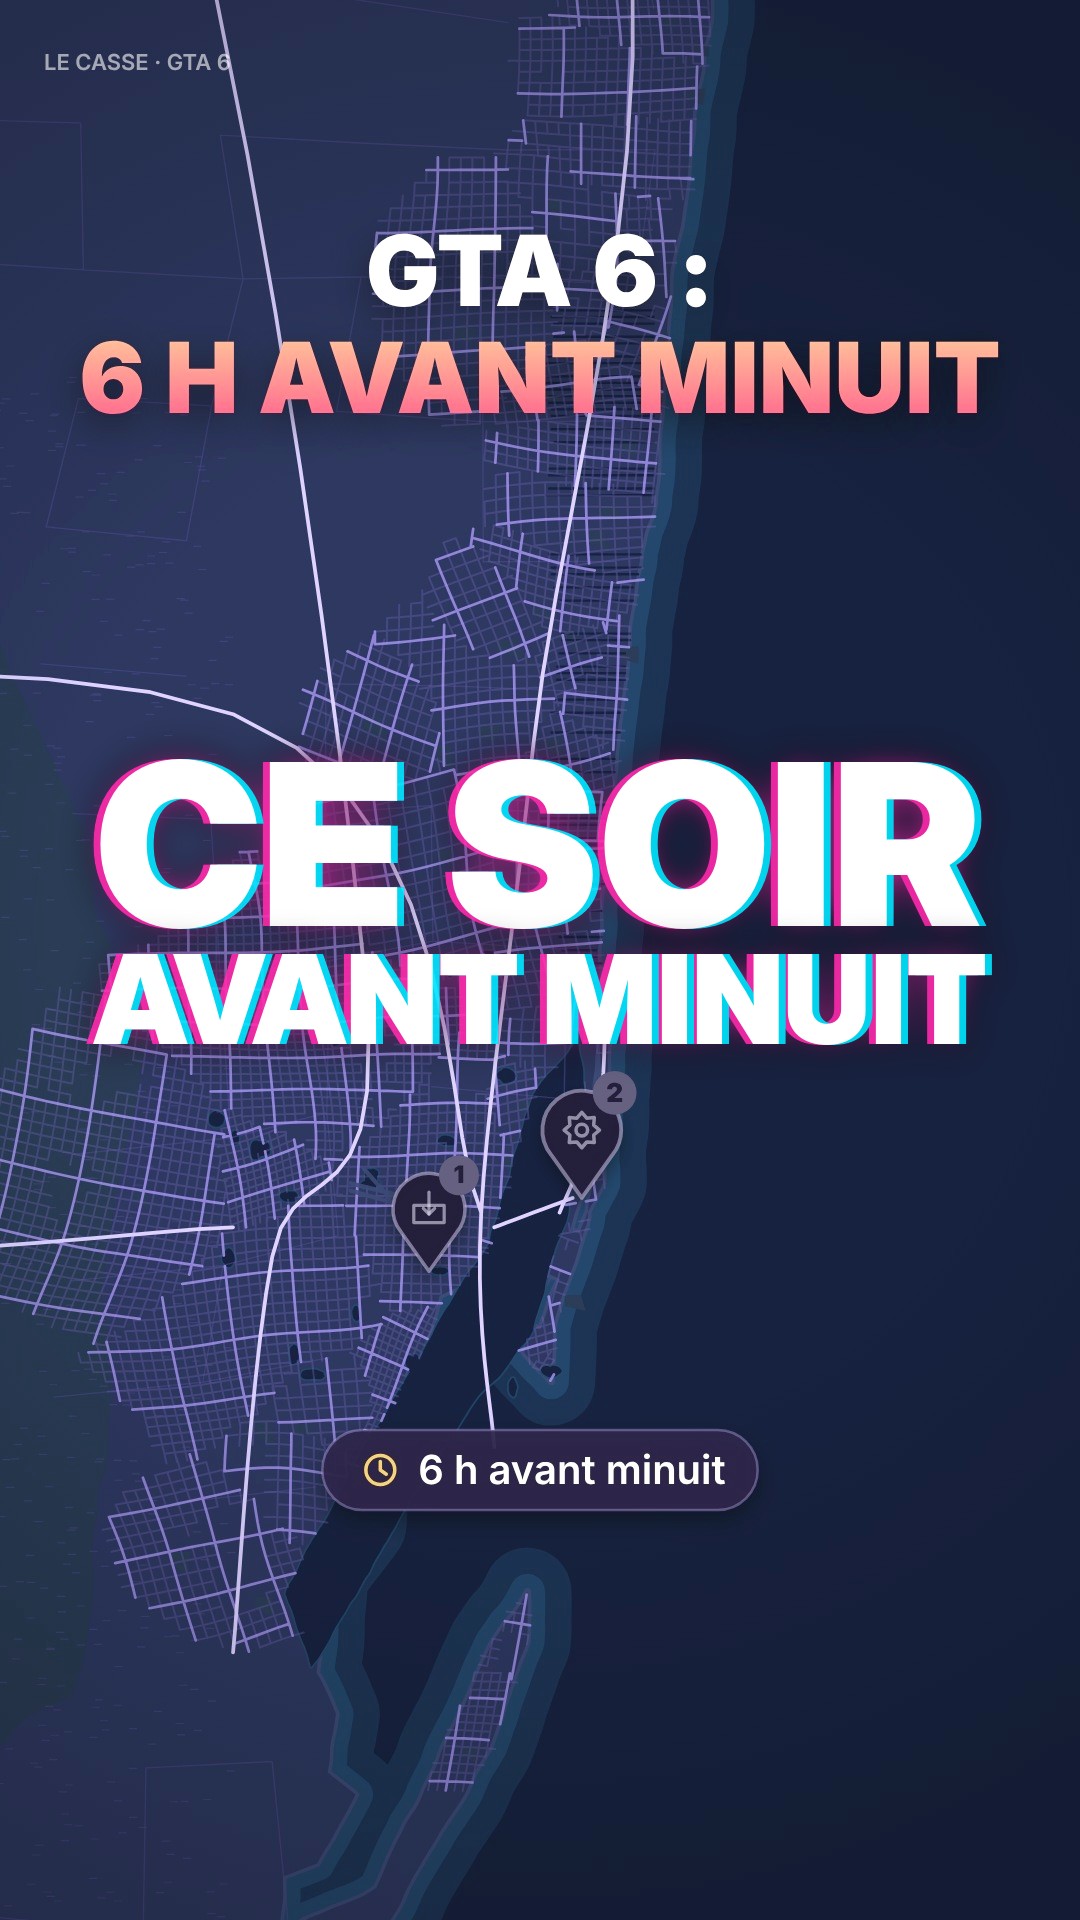 LE CASSE · GTA 6
GTA 6 :
6 H AVANT MINUIT
CE SOIR
AVANT MINUIT
2
1
6 h avant minuit